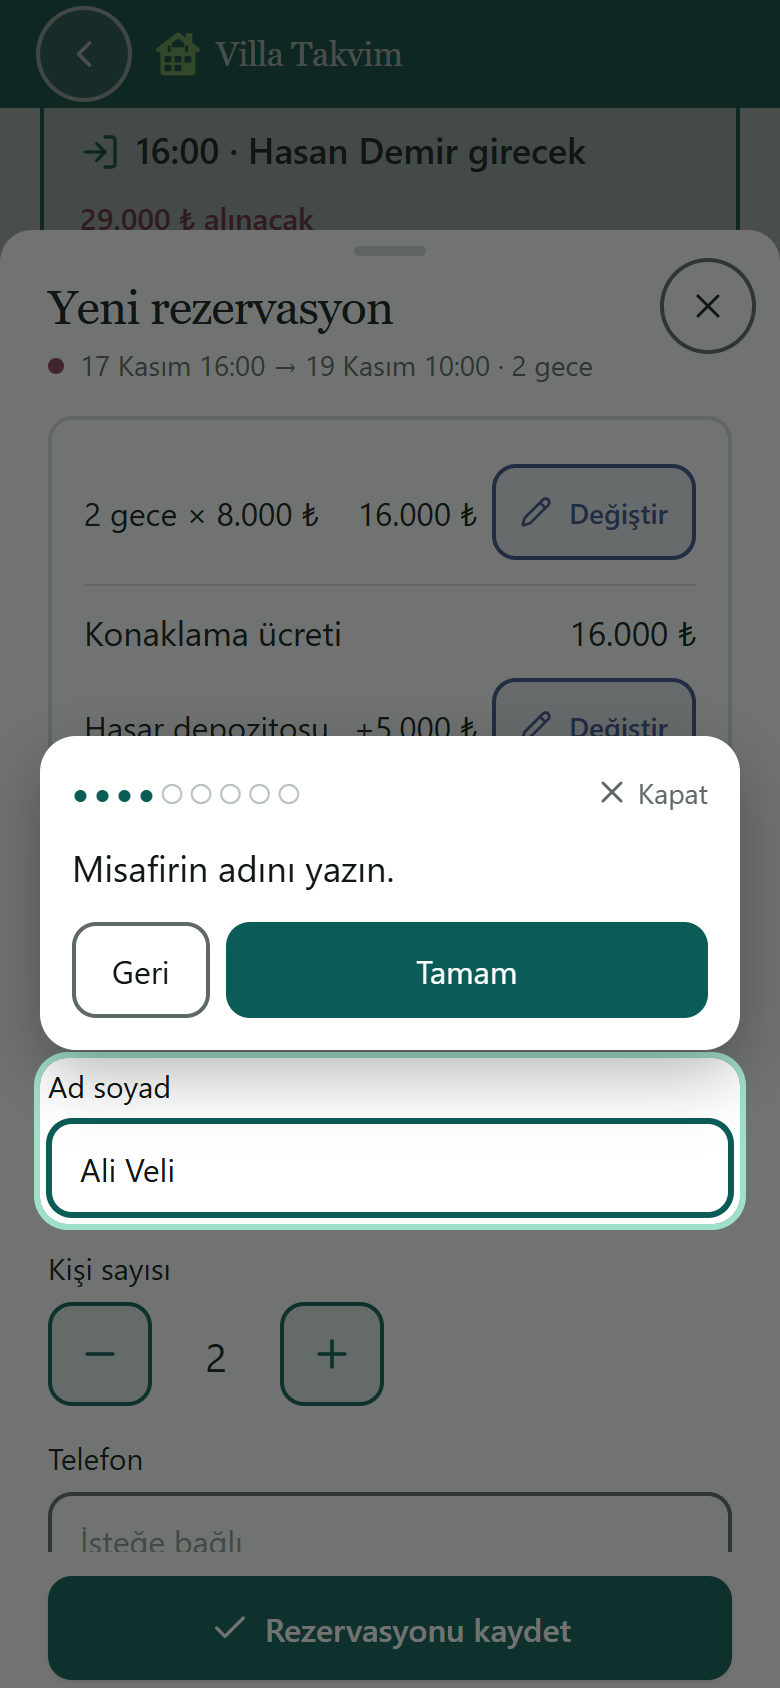 Villa Takvim
16:00 · Hasan Demir girecek
29.000 ₺ alınacak
Yeni rezervasyon
17 Kasım 16:00 → 19 Kasım 10:00 · 2 gece
2 gece × 8.000 ₺ 16.000 ₺ Değiştir
Konaklama ücreti 16.000 ₺
Hasar depozitosu +5.000 ₺ Değiştir
Kapat
Misafirin adını yazın.
Geri Tamam
Ad soyad
Ali Veli
Kişi sayısı
2
Telefon
İsteğe bağlı
Rezervasyonu kaydet